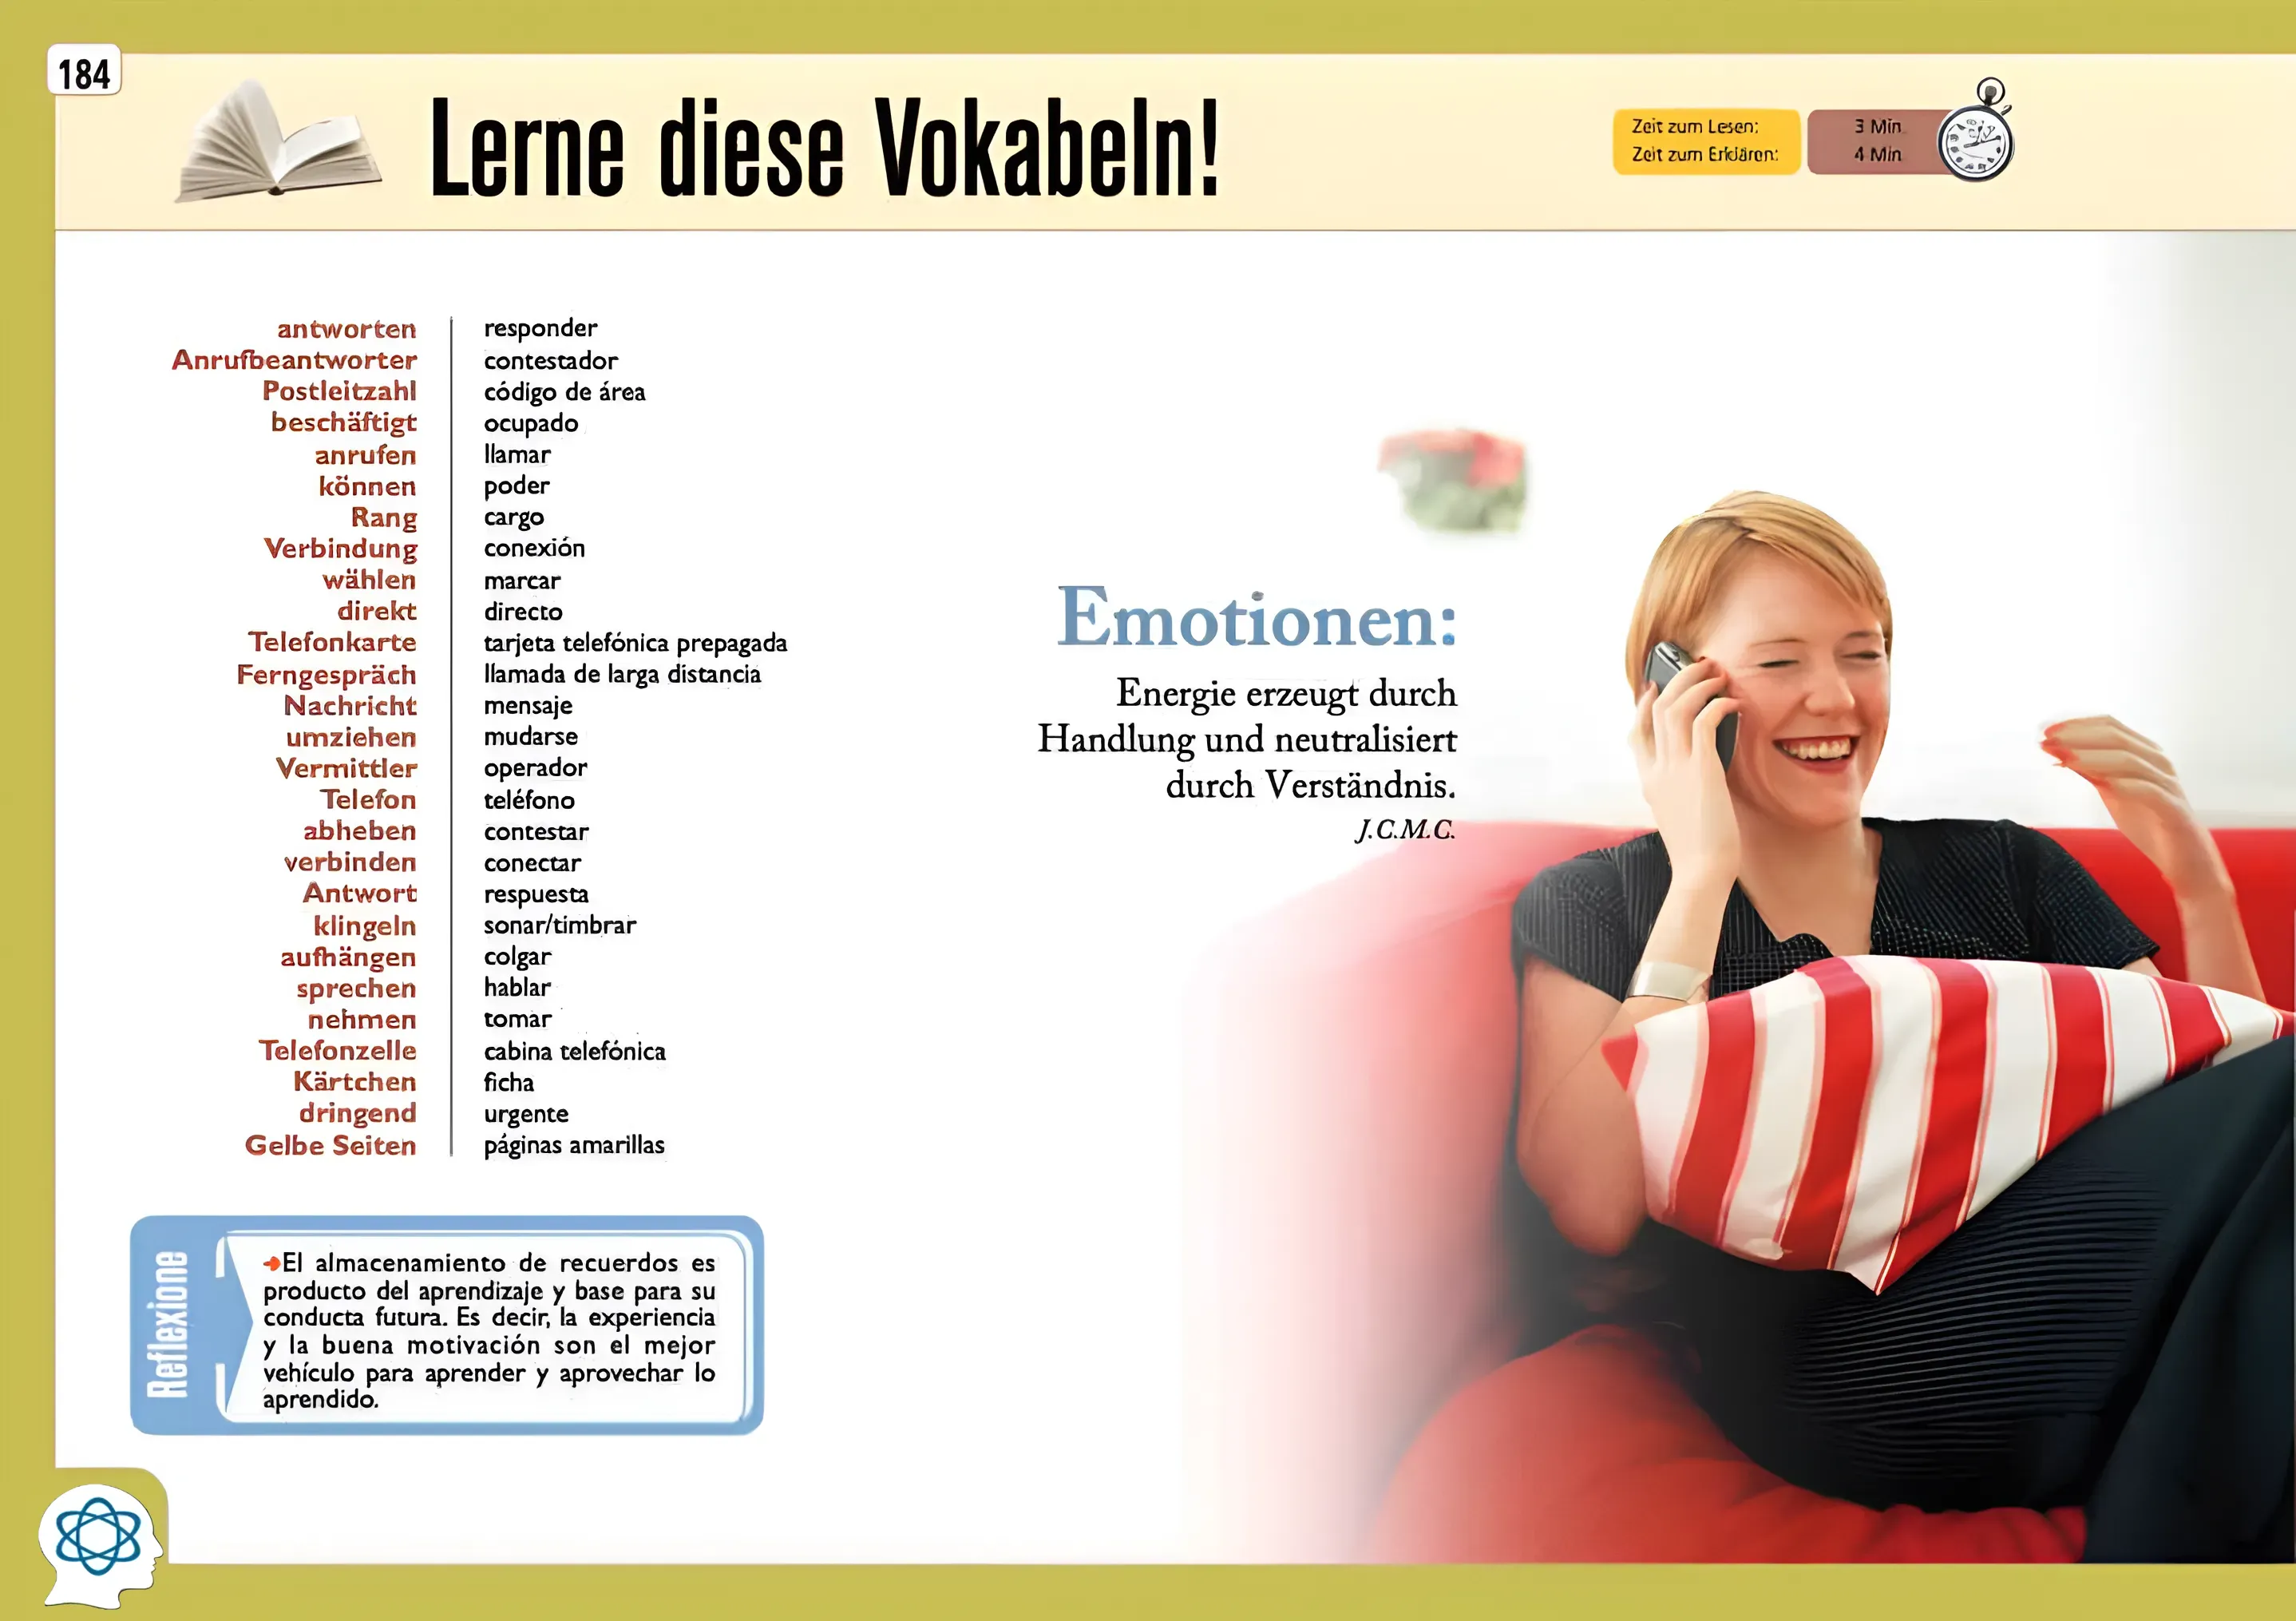 184
Lerne diese Vokabeln!
Zeit zum Lesen: 3 Min.
Zeit zum Erklären: 4 Min.
antworten responder
Anrufbeantworter contestador
Postleitzahl código de área
beschäftigt ocupado
anrufen llamar
können poder
Rang cargo
Verbindung conexión
wählen marcar
direkt directo
Telefonkarte tarjeta telefónica prepagada
Ferngespräch llamada de larga distancia
Nachricht mensaje
umziehen mudarse
Vermittler operador
Telefon teléfono
abheben contestar
verbinden conectar
Antwort respuesta
klingeln sonar/timbrar
aufhängen colgar
sprechen hablar
nehmen tomar
Telefonzelle cabina telefónica
Kärtchen ficha
dringend urgente
Gelbe Seiten páginas amarillas
Emotionen:
Energie erzeugt durch
Handlung und neutralisiert
durch Verständnis.
J.C.M.C.
Reflexione
El almacenamiento de recuerdos es
producto del aprendizaje y base para su
conducta futura. Es decir, la experiencia
y la buena motivación son el mejor
vehículo para aprender y aprovechar lo
aprendido.